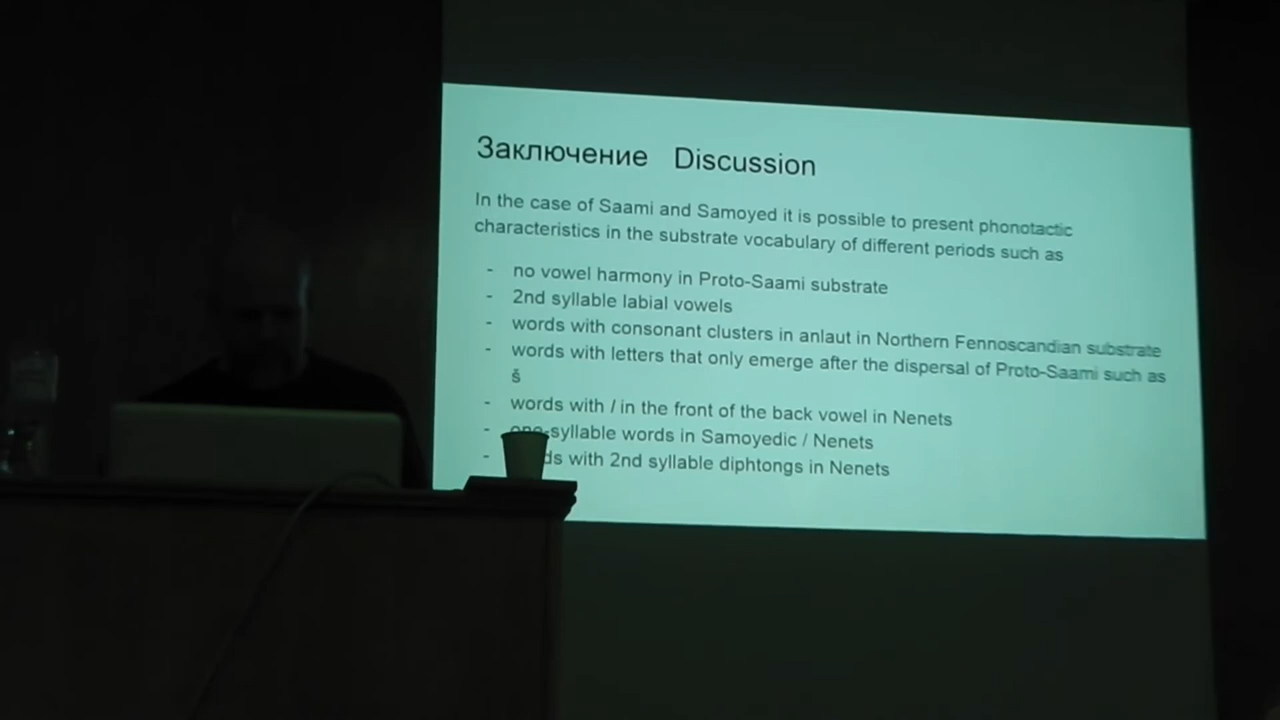 Заключение Discussion
In the case of Saami and Samoyed it is possible to present phonotactic
characteristics in the substrate vocabulary of different periods such as
- no vowel harmony in Proto-Saami substrate
- 2nd syllable labial vowels
- words with consonant clusters in anlaut in Northern Fennoscandian substrate
- words with letters that only emerge after the dispersal of Proto-Saami such as
š
- words with / in the front of the back vowel in Nenets
- one-syllable words in Samoyedic / Nenets
- with 2nd syllable diphtongs in Nenets